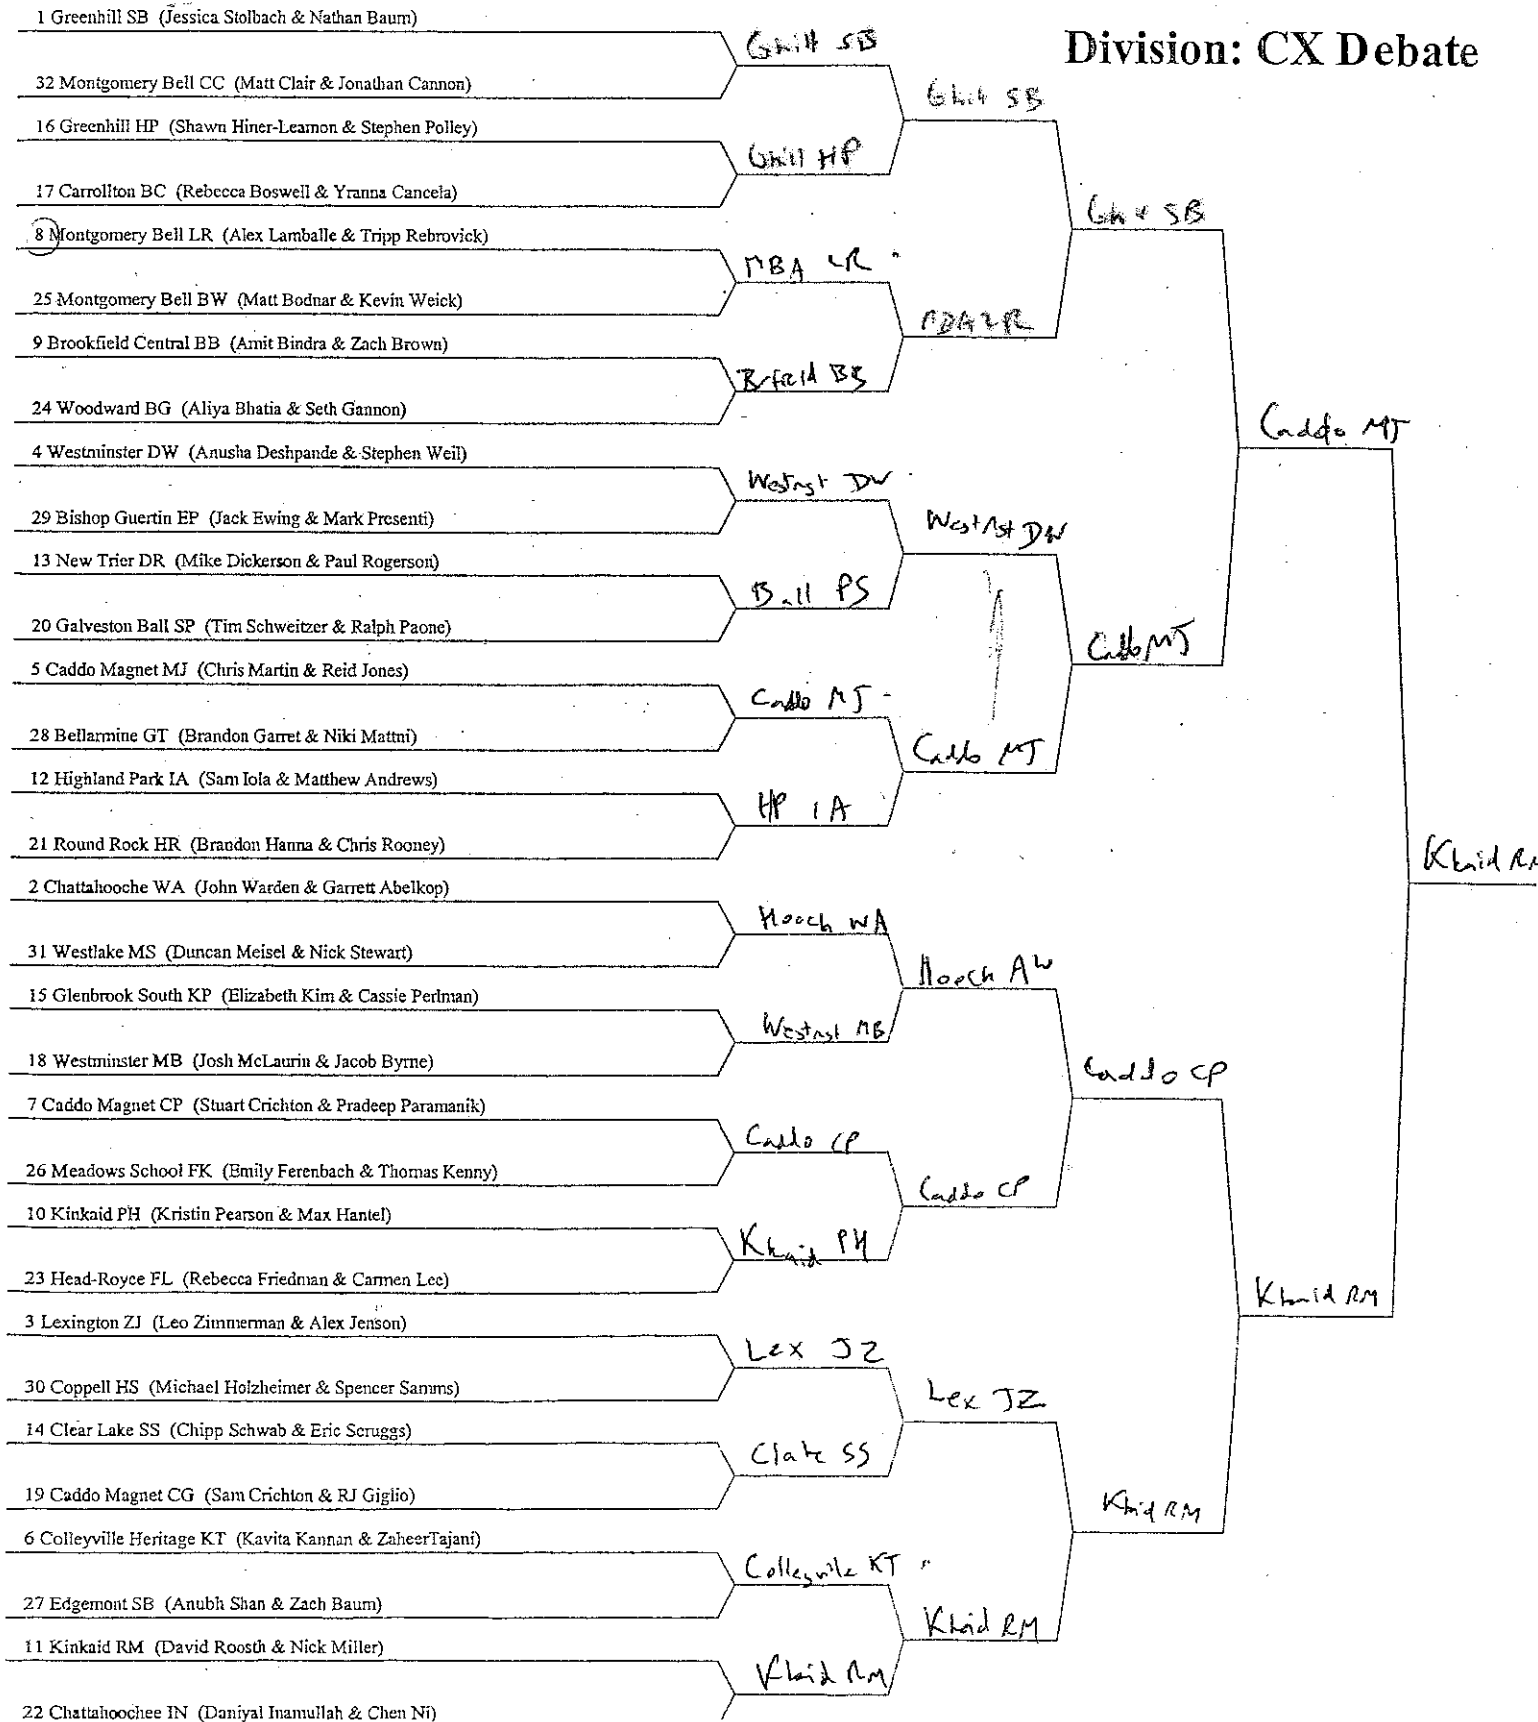 1 Greenhill SB (Jessica Stolbach & Nathan Baum)
Division: CX Debate
32 Montgomery Bell CC (Matt Clair & Jonathan Cannon)
16 Greenhill HP (Shawn Hiner-Leamon & Stephen Polley)
17 Carrollton BC (Rebecca Boswell & Yranna Cancela)
8 Montgomery Bell LR (Alex Lamballe & Tripp Rebrovick)
25 Montgomery Bell BW (Matt Bodnar & Kevin Weick)
9 Brookfield Central BB (Amit Bindra & Zach Brown)
24 Woodward BG (Aliya Bhatia & Seth Gannon)
4 Westminster DW (Anusha Deshpande & Stephen Weil)
29 Bishop Guertin EP (Jack Ewing & Mark Presenti)
13 New Trier DR (Mike Dickerson & Paul Rogerson)
20 Galveston Ball SP (Tim Schweitzer & Ralph Paone)
5 Caddo Magnet MJ (Chris Martin & Reid Jones)
28 Bellarmine GT (Brandon Garret & Niki Mattni)
12 Highland Park IA (Sam Iola & Matthew Andrews)
21 Round Rock HR (Brandon Hanna & Chris Rooney)
2 Chattahooche WA (John Warden & Garrett Abelkop)
31 Westlake MS (Duncan Meisel & Nick Stewart)
15 Glenbrook South KP (Elizabeth Kim & Cassie Perlman)
18 Westminster MB (Josh McLaurin & Jacob Byrne)
7 Caddo Magnet CP (Stuart Crichton & Pradeep Paramanik)
26 Meadows School FK (Emily Ferenbach & Thomas Kenny)
10 Kinkaid PH (Kristin Pearson & Max Hantel)
23 Head-Royce FL (Rebecca Friedman & Carmen Lee)
3 Lexington ZJ (Leo Zimmerman & Alex Jenson)
30 Coppell HS (Michael Holzheimer & Spencer Samms)
14 Clear Lake SS (Chipp Schwab & Eric Scruggs)
19 Caddo Magnet CG (Sam Crichton & RJ Giglio)
6 Colleyville Heritage KT (Kavita Kannan & ZaheerTajani)
27 Edgemont SB (Anubh Shan & Zach Baum)
11 Kinkaid RM (David Roosth & Nick Miller)
22 Chattahoochee IN (Daniyal Inamullah & Chen Ni)
Ghill SB
Ghill HP
MBA LR
BB
DW
Ball PS
Caddo MJ
HP IA
Hooch WA
MB
Caddo CP
PH
Lex JZ
SS
KT
RM
SB
LR
DW
Caddo MJ
Hooch AW
Caddo CP
Lex JZ
RM
SB
Caddo MJ
Caddo CP
RM
Caddo MJ
RM